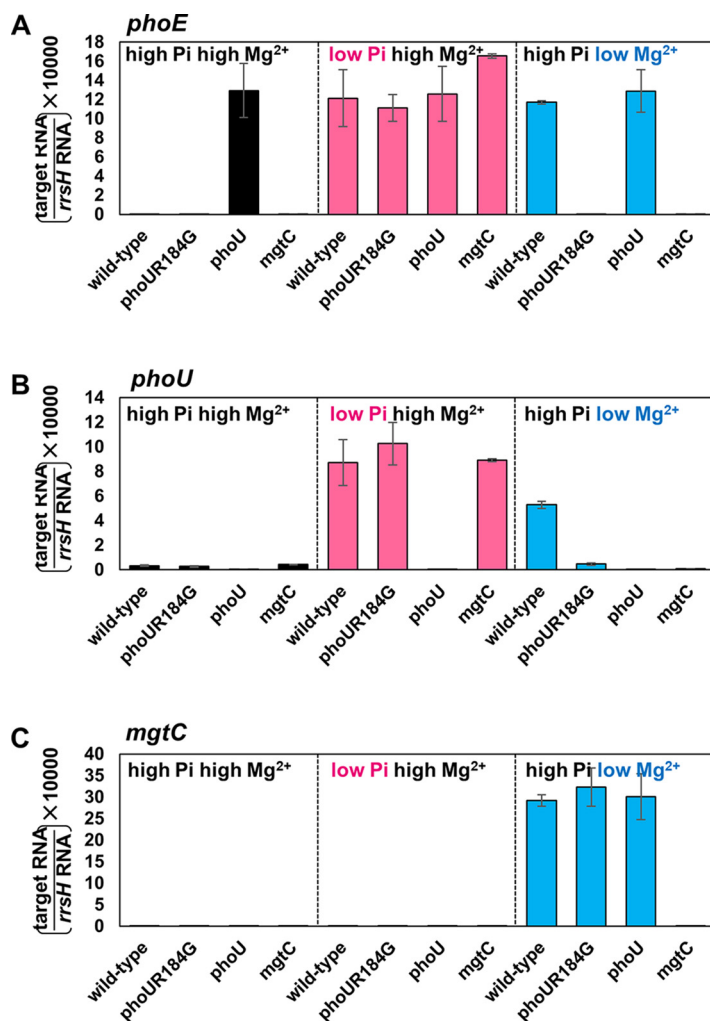 A phoE
high Pi high Mg²⁺ low Pi high Mg²⁺ high Pi low Mg²⁺
(target RNA / rrsH RNA) ×10000
18
16
14
12
10
8
6
4
2
0
wild-type phoUR184G phoU mgtC wild-type phoUR184G phoU mgtC wild-type phoUR184G phoU mgtC
B phoU
high Pi high Mg²⁺ low Pi high Mg²⁺ high Pi low Mg²⁺
(target RNA / rrsH RNA) ×10000
14
12
10
8
6
4
2
0
wild-type phoUR184G phoU mgtC wild-type phoUR184G phoU mgtC wild-type phoUR184G phoU mgtC
C mgtC
high Pi high Mg²⁺ low Pi high Mg²⁺ high Pi low Mg²⁺
(target RNA / rrsH RNA) ×10000
40
35
30
25
20
15
10
5
0
wild-type phoUR184G phoU mgtC wild-type phoUR184G phoU mgtC wild-type phoUR184G phoU mgtC